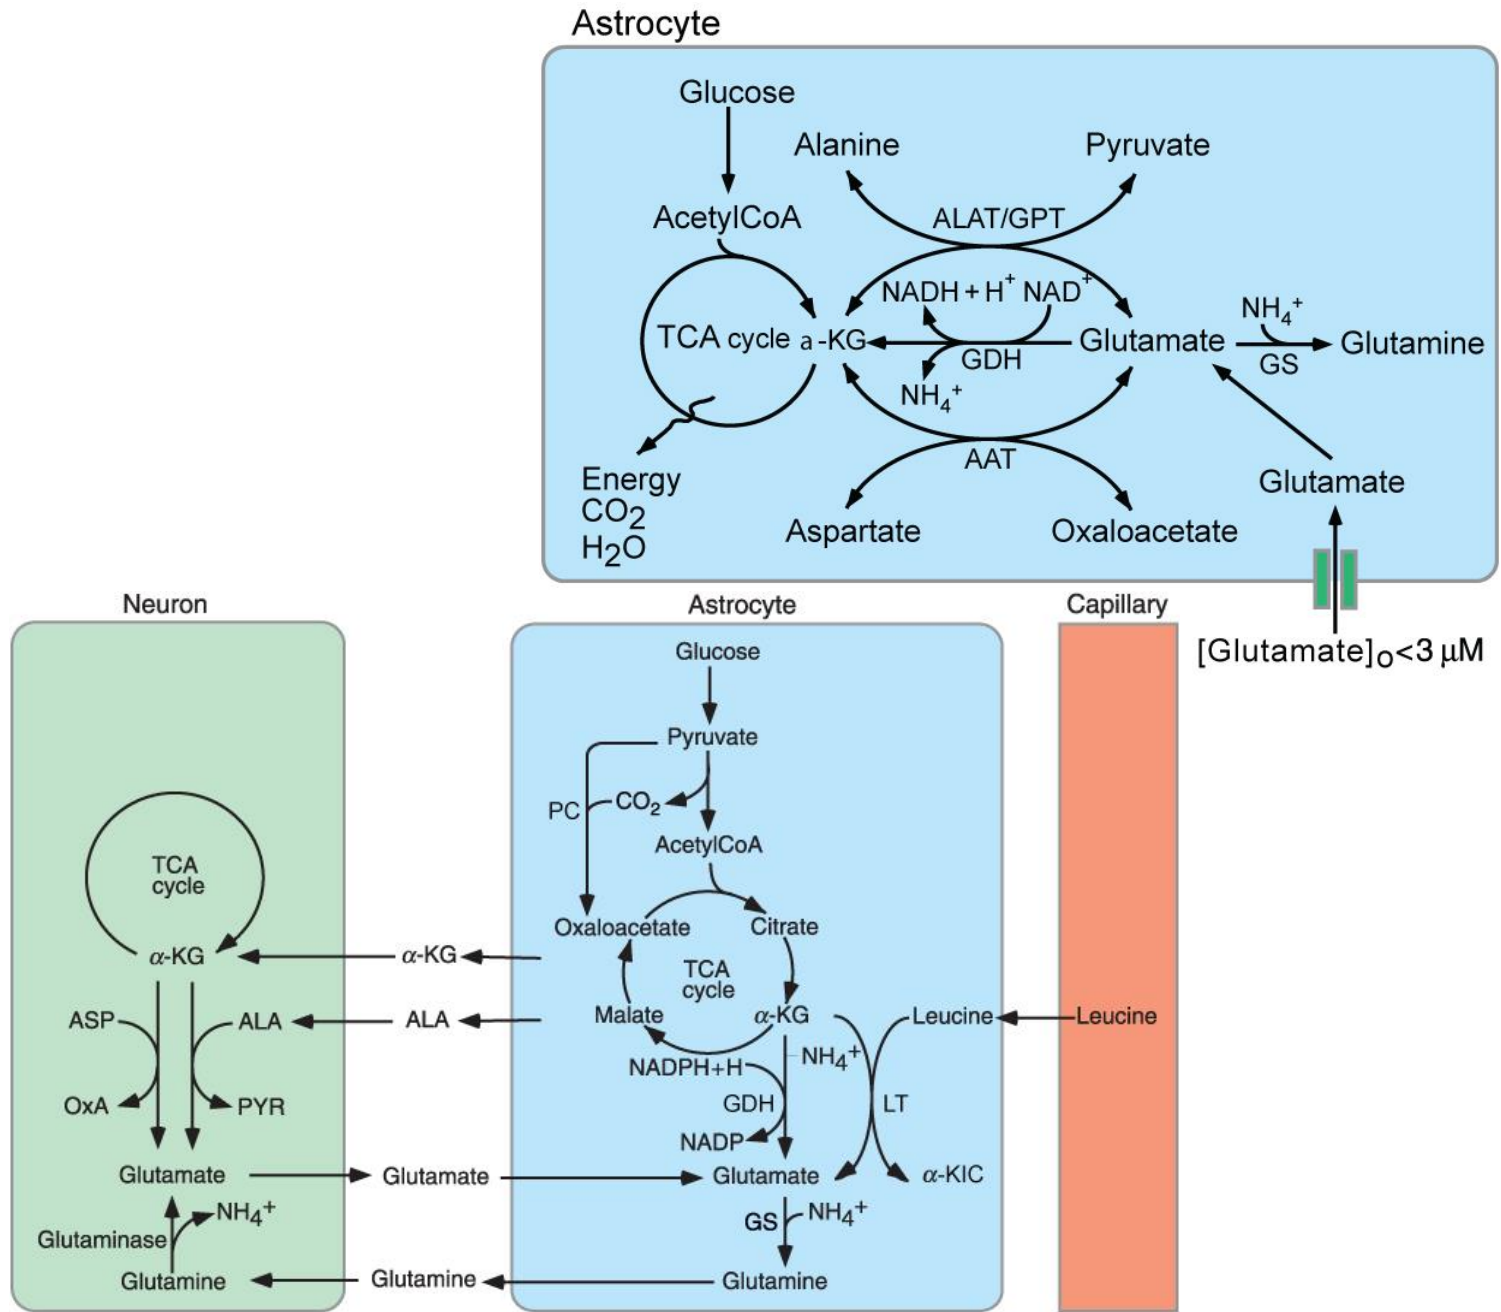 Astrocyte
Glucose
Alanine
Pyruvate
AcetylCoA
ALAT/GPT
NADH + H⁺ NAD⁺
TCA cycle a -KG
GDH
NH₄⁺
Glutamate
NH₄⁺
GS
Glutamine
AAT
Energy
CO₂
H₂O
Aspartate
Oxaloacetate
Glutamate
[Glutamate]o<3 μM
Neuron
TCA
cycle
α-KG
ASP
ALA
OxA
PYR
Glutamate
NH₄⁺
Glutaminase
Glutamine
α-KG
ALA
Glutamate
Glutamine
Astrocyte
Glucose
Pyruvate
PC
CO₂
AcetylCoA
Oxaloacetate
Citrate
TCA
cycle
Malate
α-KG
Leucine
NADPH+H
NH₄⁺
GDH
LT
NADP
Glutamate
α-KIC
GS
NH₄⁺
Glutamine
Capillary
Leucine